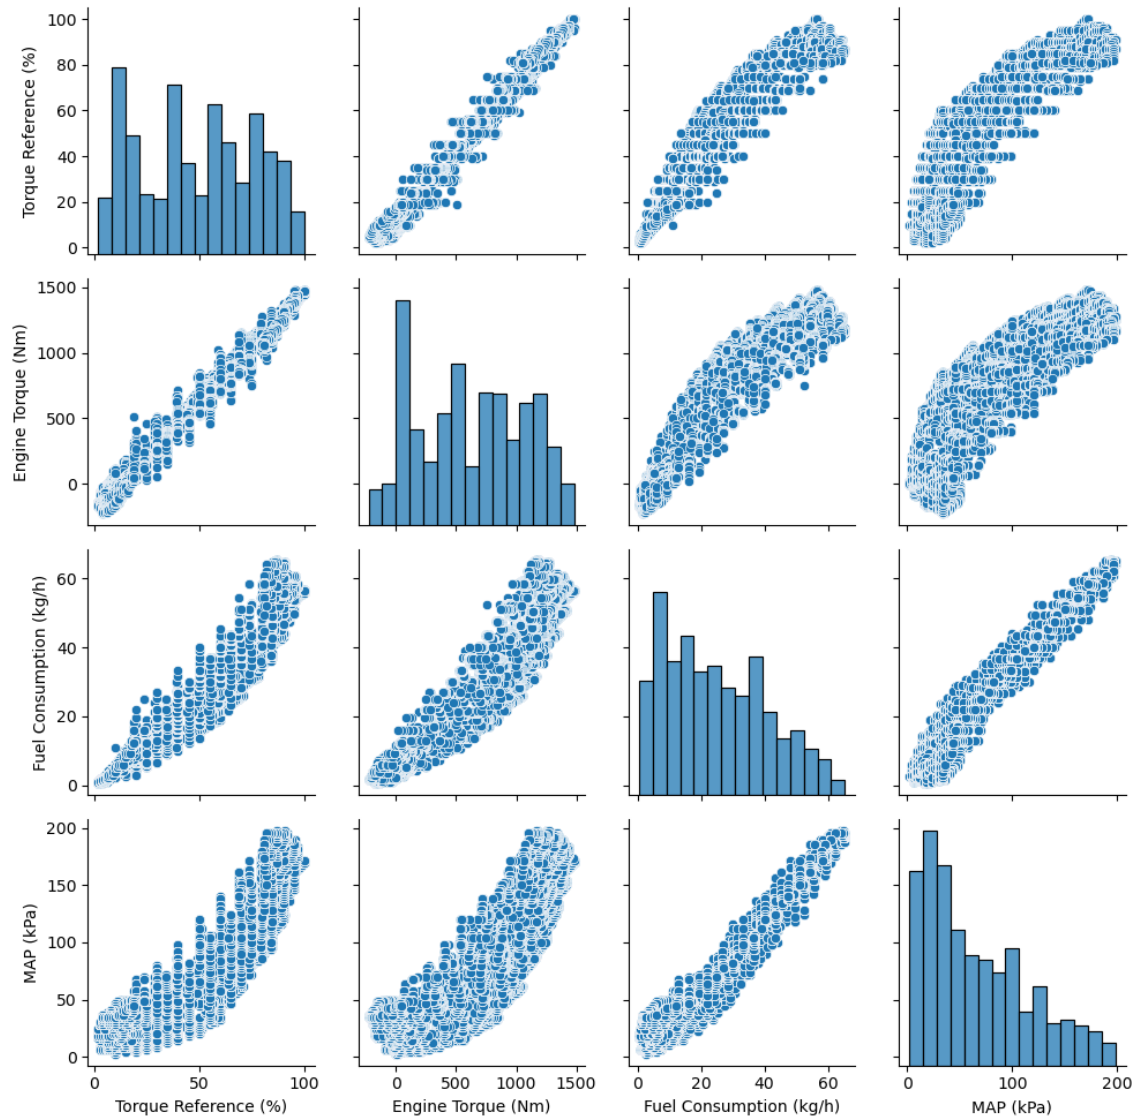 100
80
60
40
20
0
Torque Reference (%)
1500
1000
500
0
Engine Torque (Nm)
60
40
20
0
Fuel Consumption (kg/h)
200
150
100
50
0
MAP (kPa)
0 50 100
Torque Reference (%)
0 500 1000 1500
Engine Torque (Nm)
0 20 40 60
Fuel Consumption (kg/h)
0 100 200
MAP (kPa)